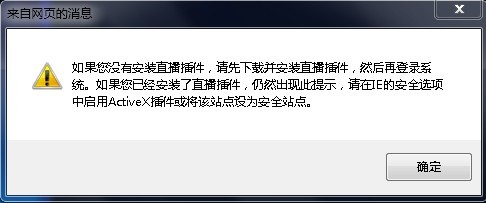 来自网页的消息
如果您没有安装直播插件，请先下载并安装直播插件，然后再登录系
统。如果您已经安装了直播插件，仍然出现此提示，请在IE的安全选项
中启用ActiveX插件或将该站点设为安全站点。
确定